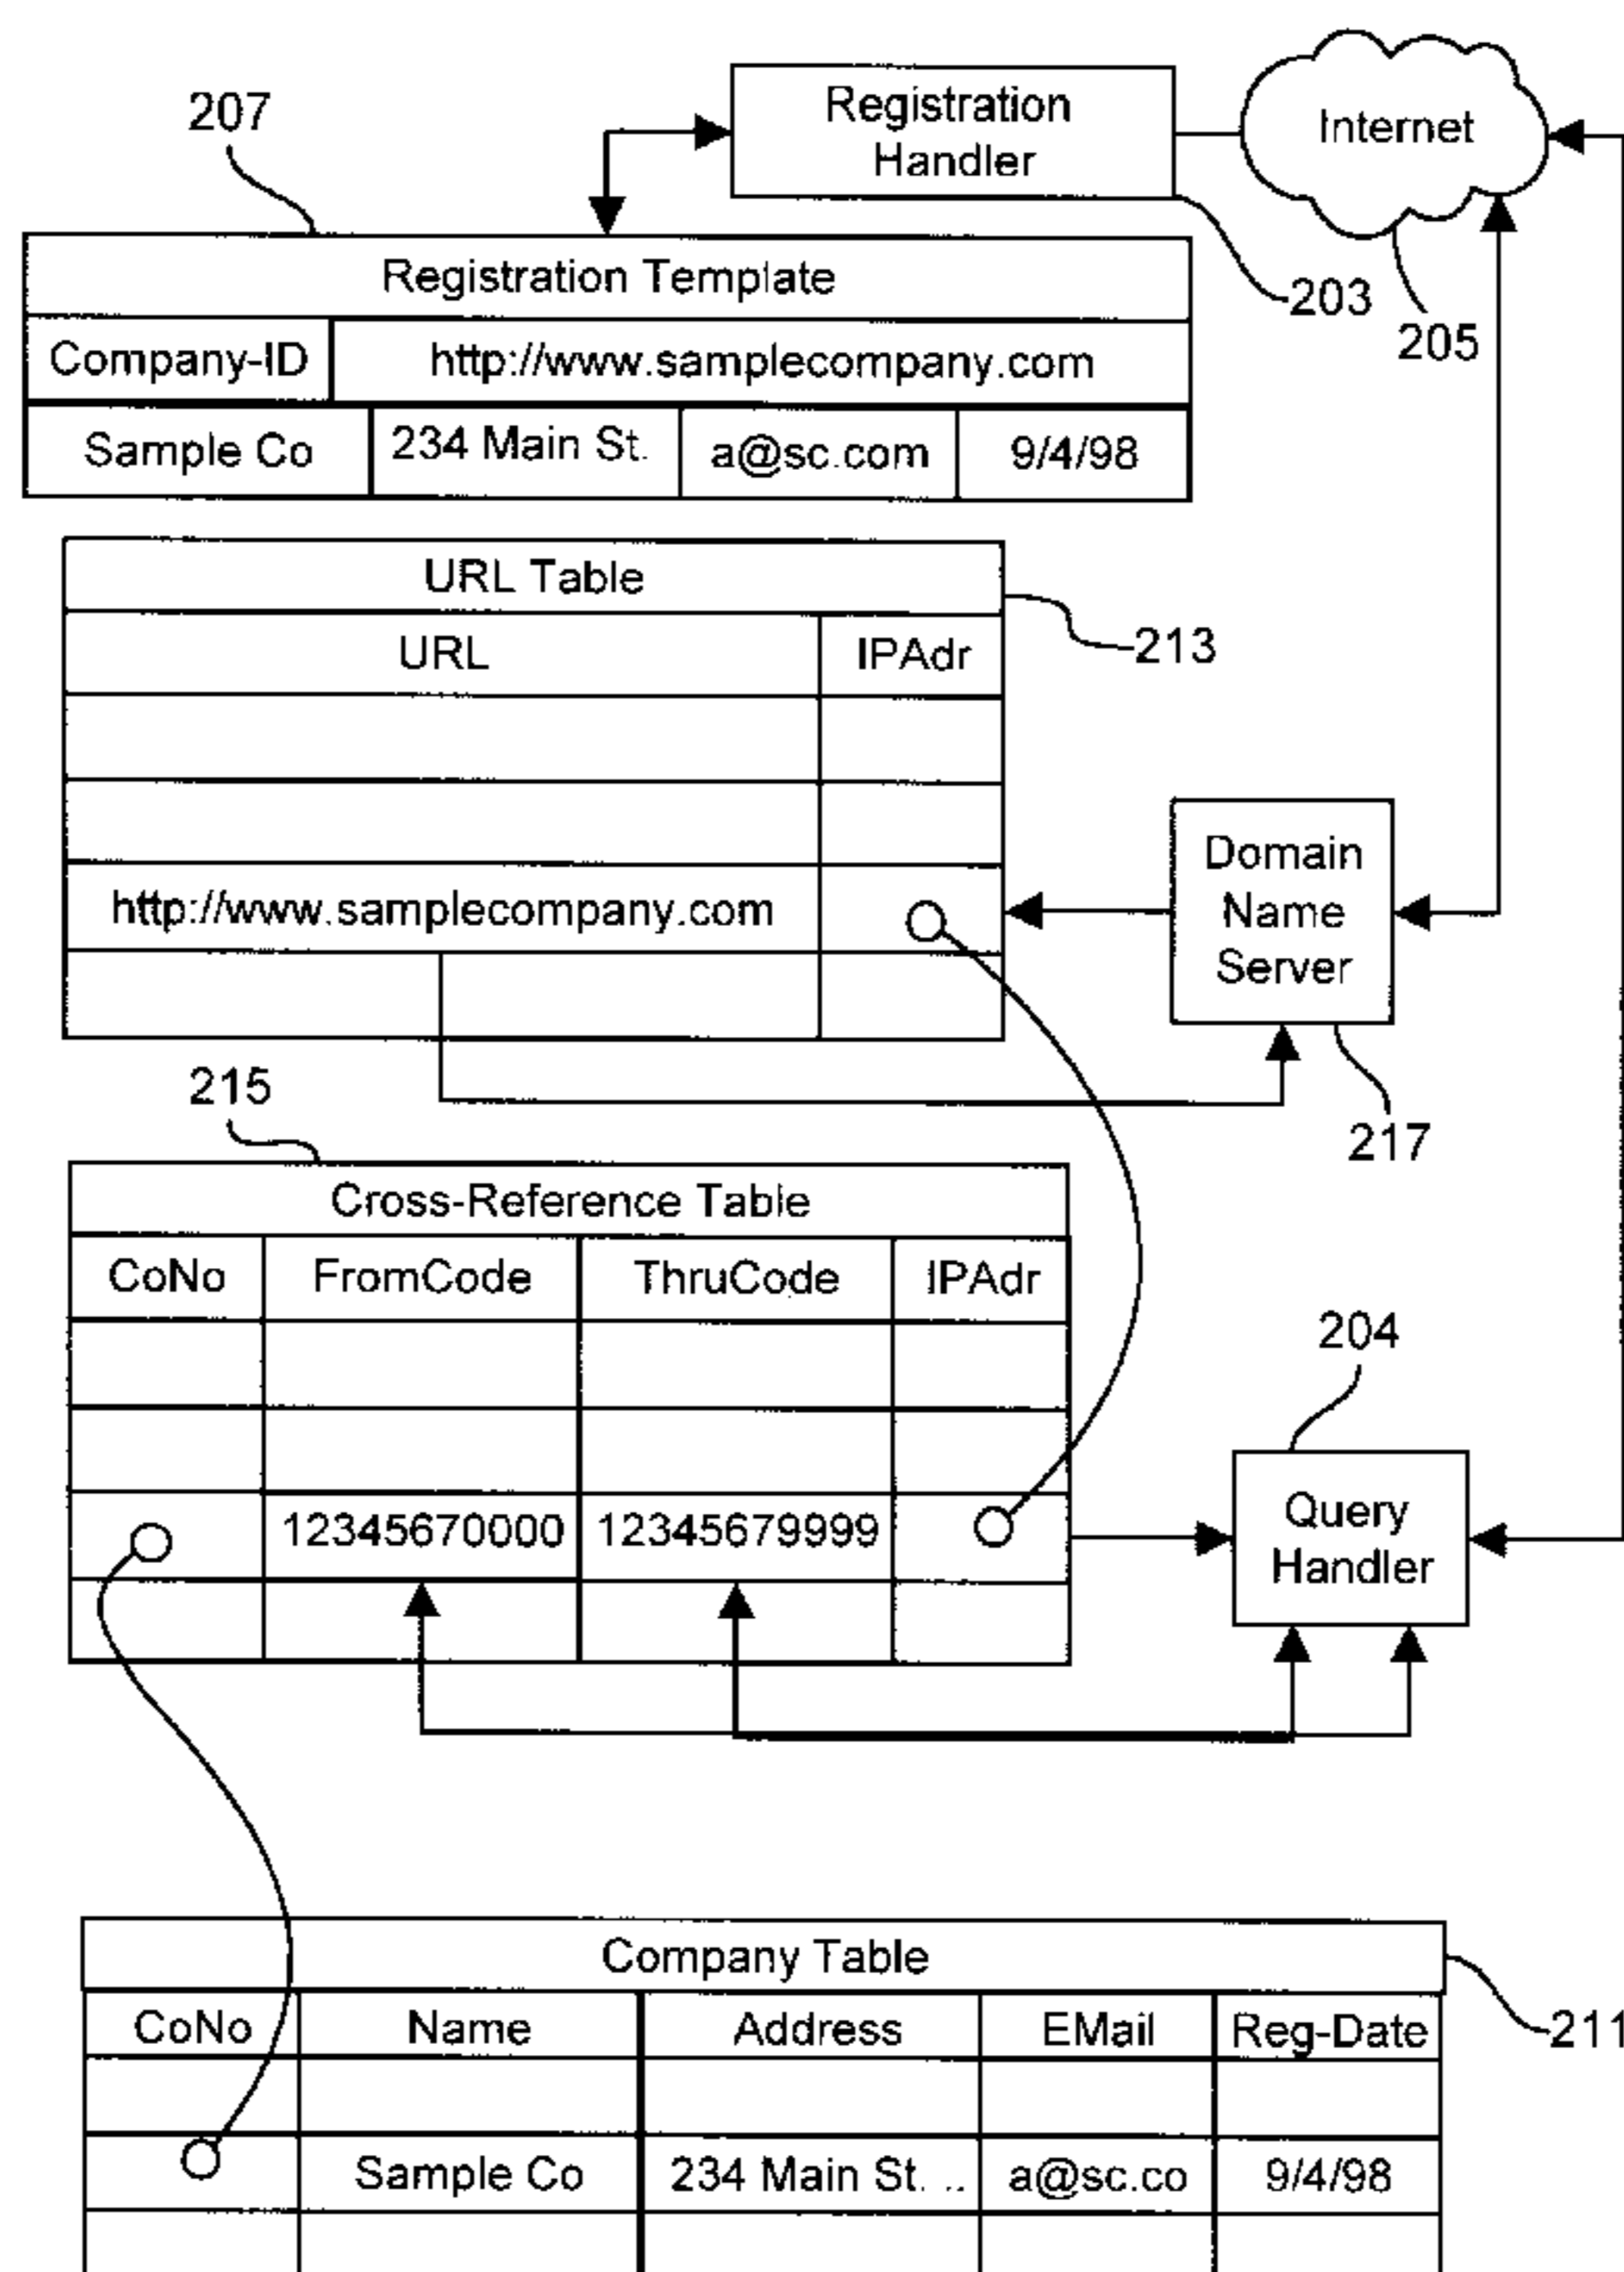 207
Registration
Handler
Internet
203
205
Registration Template
Company-ID http://www.samplecompany.com
Sample Co 234 Main St. a@sc.com 9/4/98
URL Table
213
URL IPAdr
http://www.samplecompany.com
Domain
Name
Server
217
215
Cross-Reference Table
CoNo FromCode ThruCode IPAdr
204
12345670000 12345679999
Query
Handler
Company Table
211
CoNo Name Address EMail Reg-Date
Sample Co 234 Main St. .. a@sc.co 9/4/98